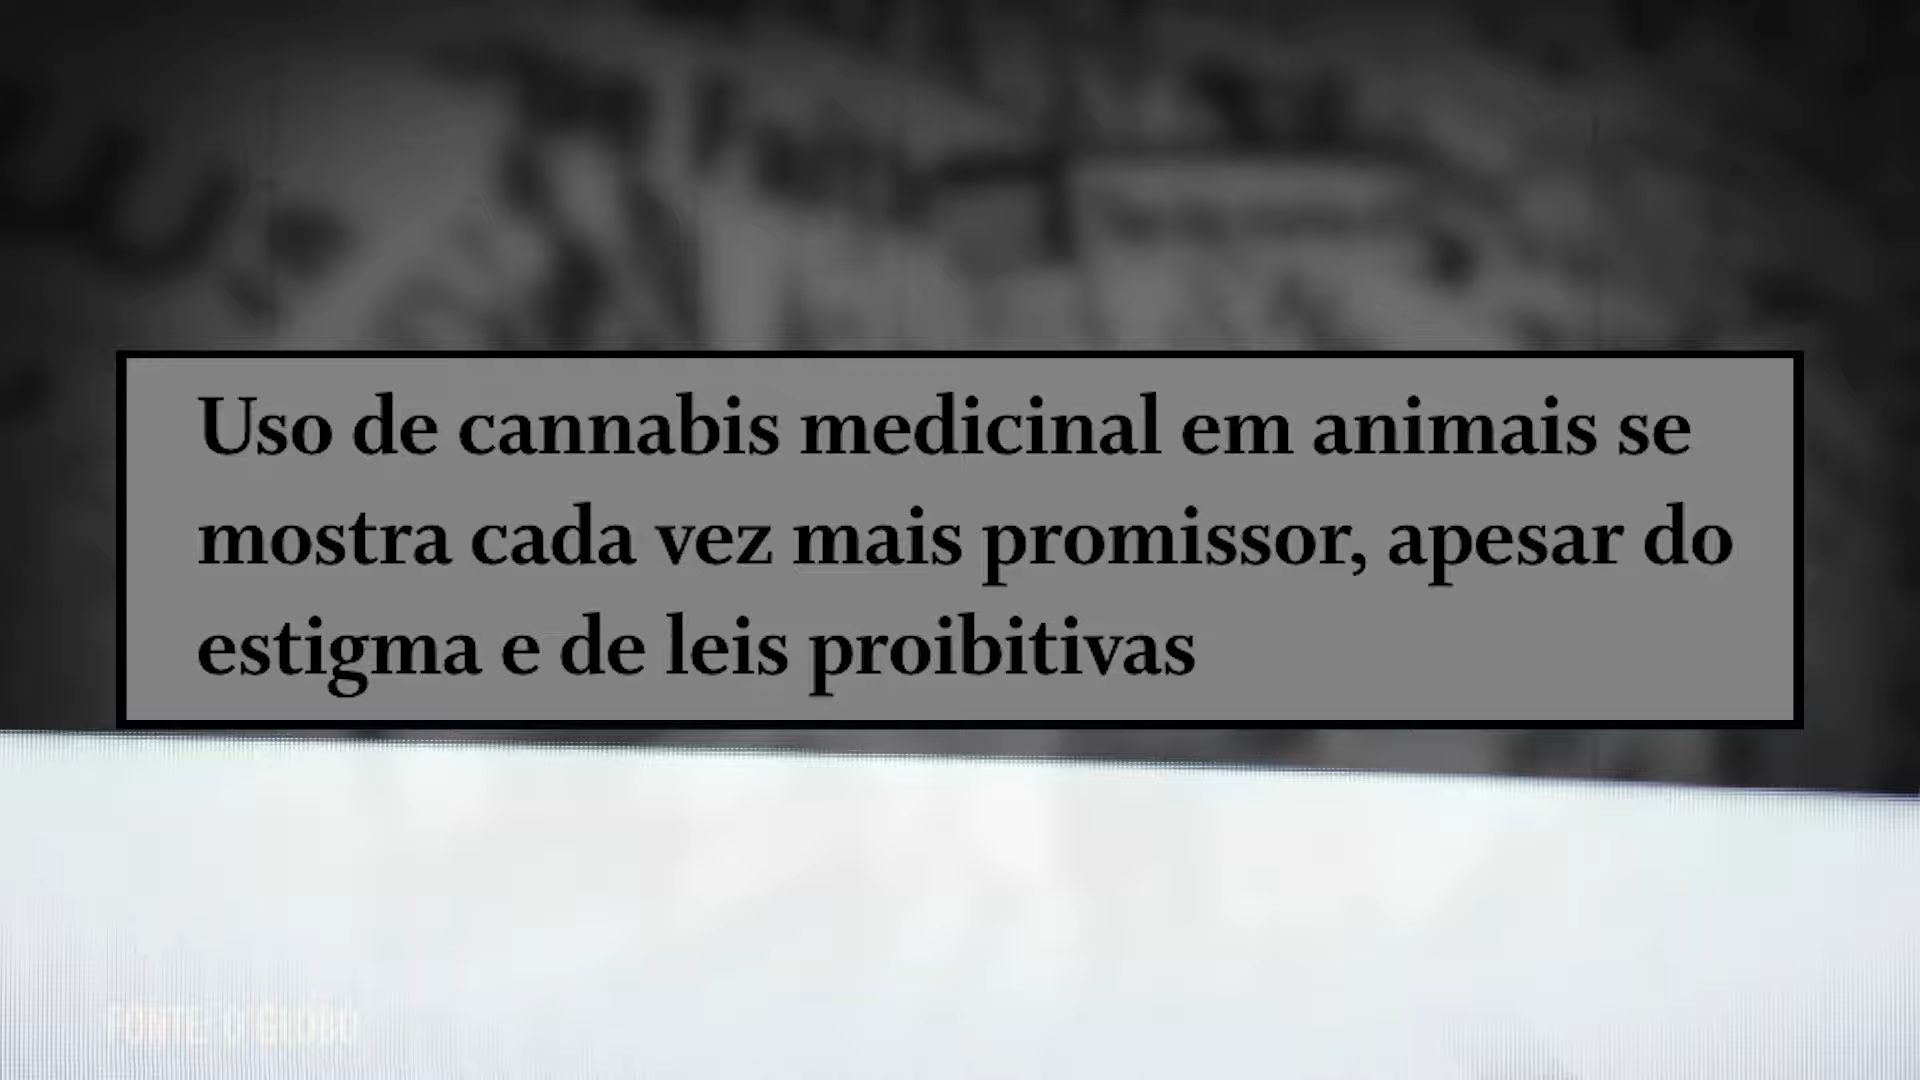 Uso de cannabis medicinal em animais se
mostra cada vez mais promissor, apesar do
estigma e de leis proibitivas
FONTE: O GLOBO